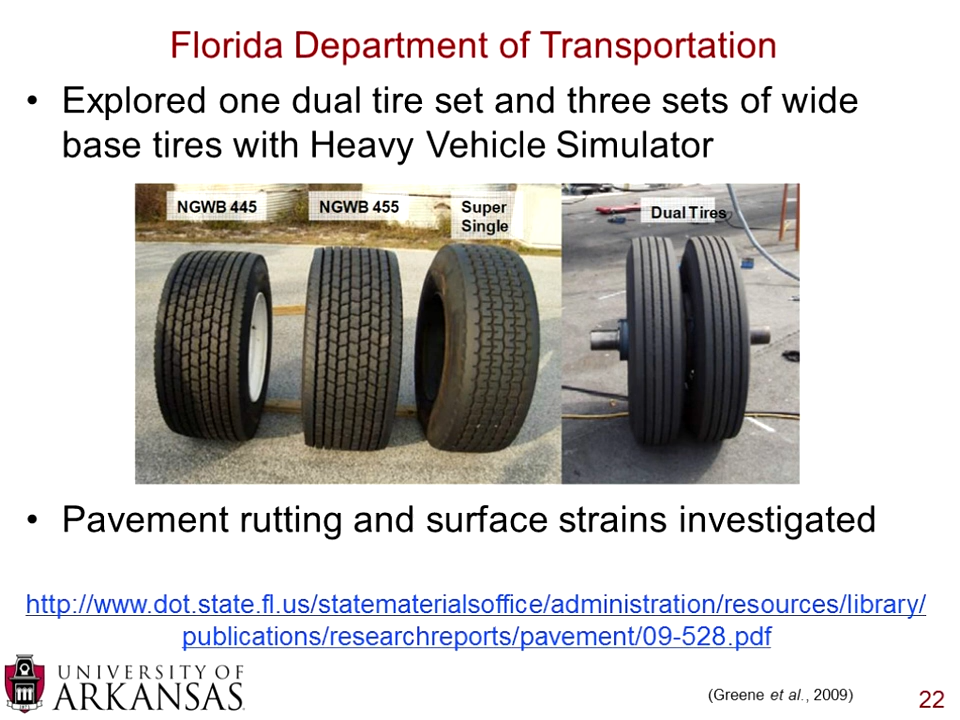 Florida Department of Transportation
• Explored one dual tire set and three sets of wide
base tires with Heavy Vehicle Simulator
NGWB 445
NGWB 455
Super
Single
Dual Tires
• Pavement rutting and surface strains investigated
http://www.dot.state.fl.us/statematerialsoffice/administration/resources/library/
publications/researchreports/pavement/09-528.pdf
UNIVERSITY OF
ARKANSAS
(Greene et al., 2009)
22